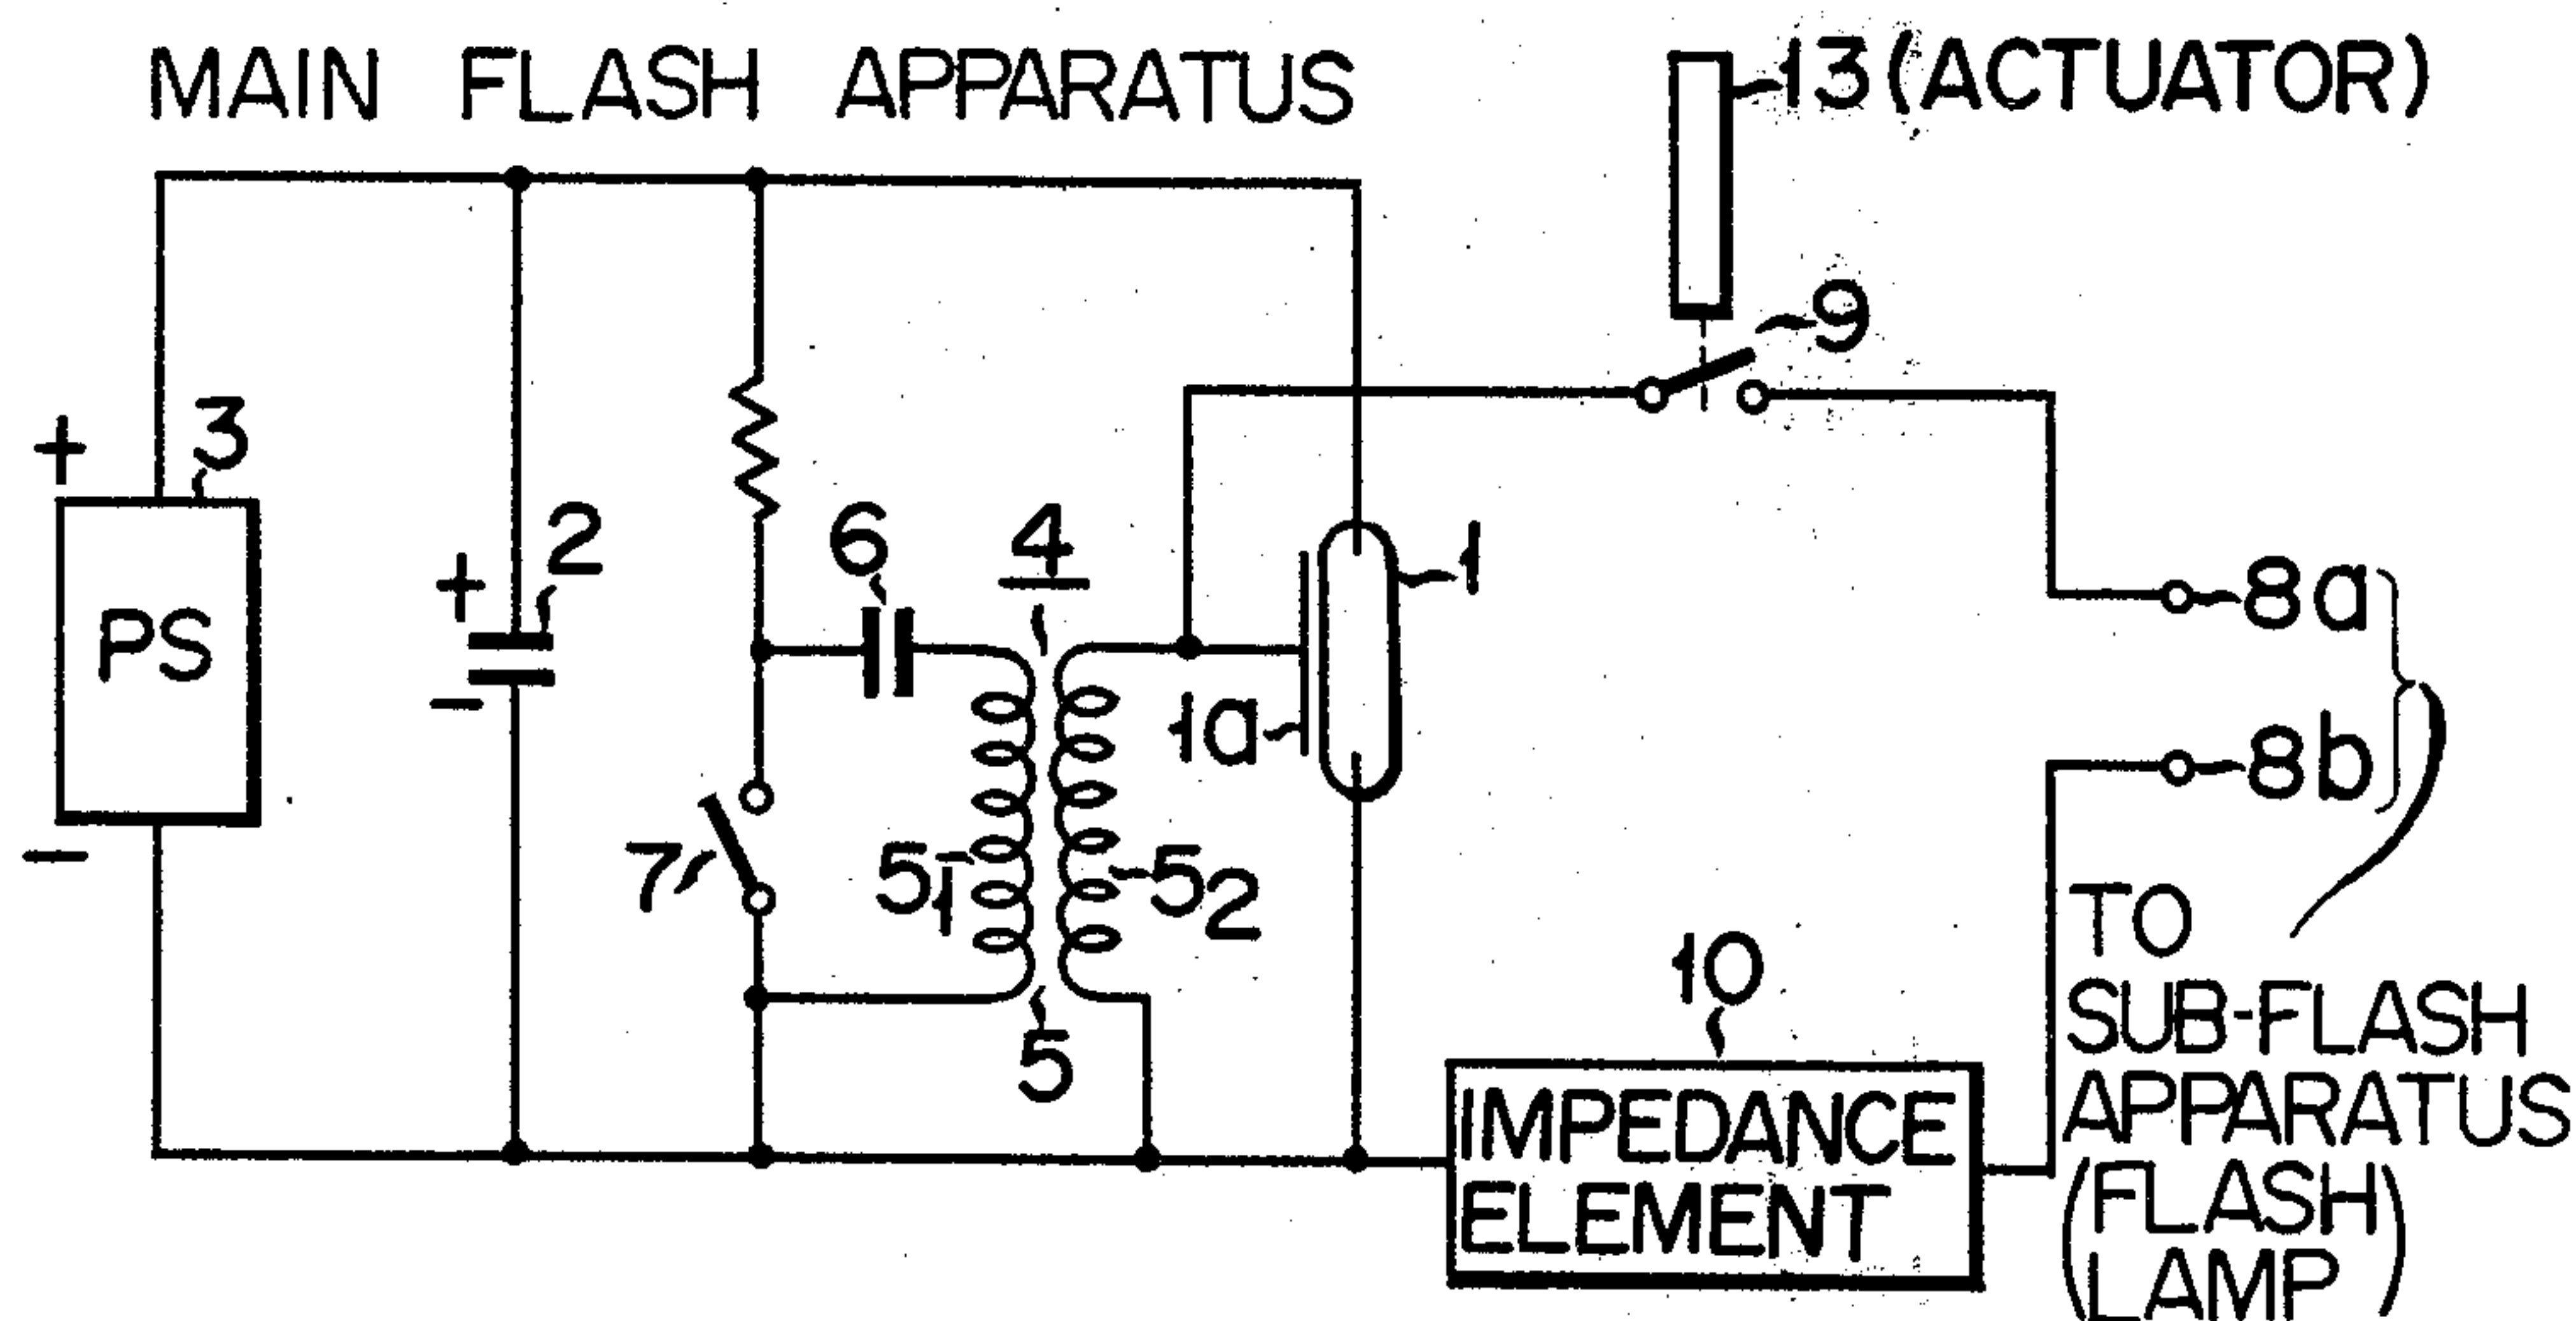 MAIN FLASH APPARATUS
13 (ACTUATOR)
9
+ 3
PS
−
+ 2
−
6
4
1
1a
7
51
52
5
8a
8b
10
IMPEDANCE
ELEMENT
TO
SUB-FLASH
APPARATUS
(FLASH
LAMP)